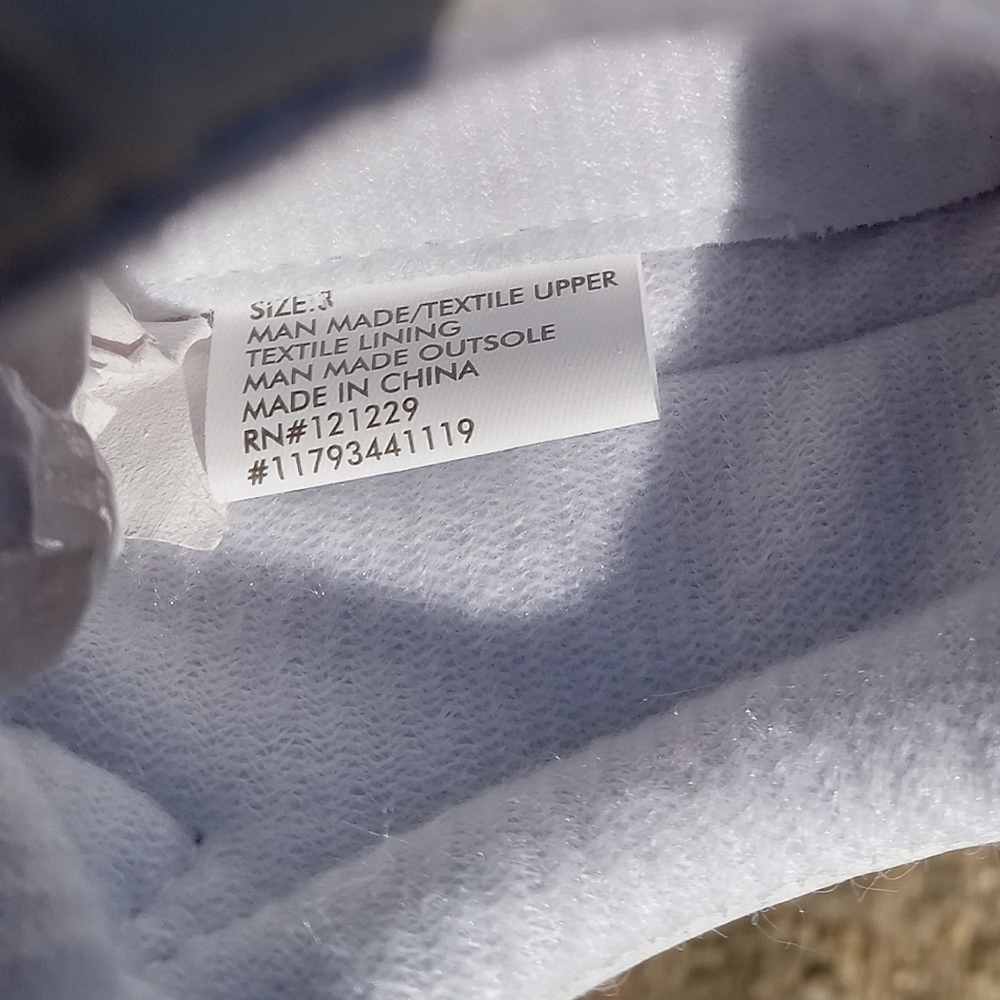 SIZE:3
MAN MADE/TEXTILE UPPER
TEXTILE LINING
MAN MADE OUTSOLE
MADE IN CHINA
RN#121229
#11793441119